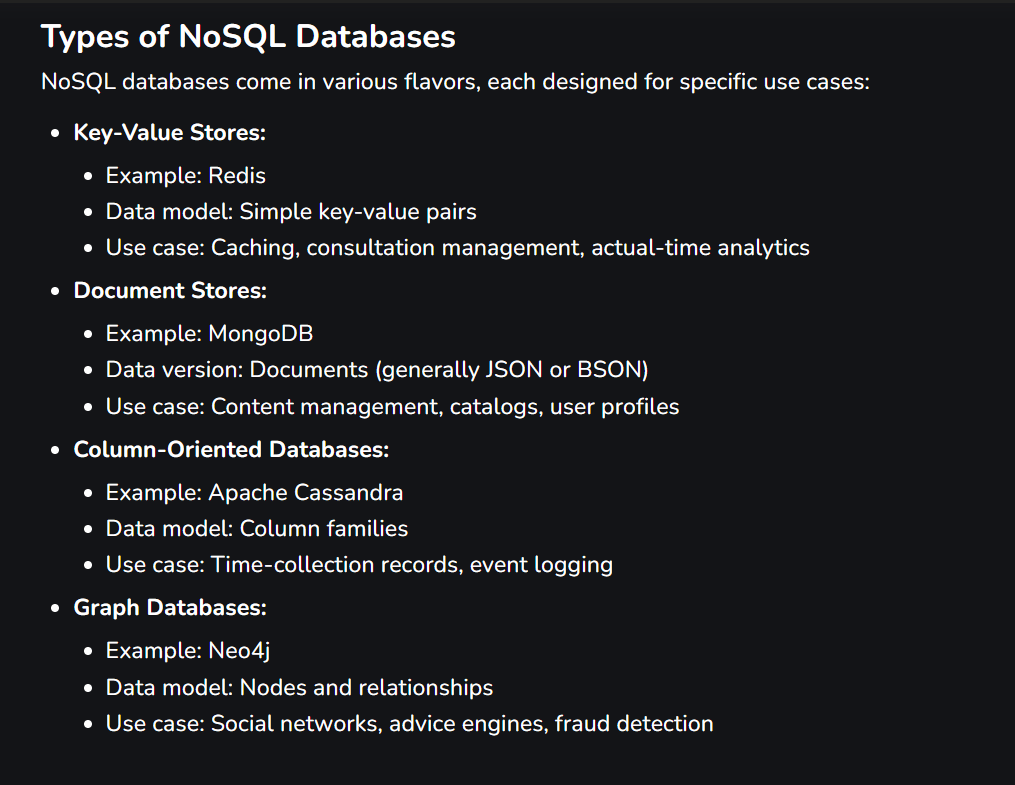 Types of NoSQL Databases
NoSQL databases come in various flavors, each designed for specific use cases:
Key-Value Stores:
Example: Redis
Data model: Simple key-value pairs
Use case: Caching, consultation management, actual-time analytics
Document Stores:
Example: MongoDB
Data version: Documents (generally JSON or BSON)
Use case: Content management, catalogs, user profiles
Column-Oriented Databases:
Example: Apache Cassandra
Data model: Column families
Use case: Time-collection records, event logging
Graph Databases:
Example: Neo4j
Data model: Nodes and relationships
Use case: Social networks, advice engines, fraud detection